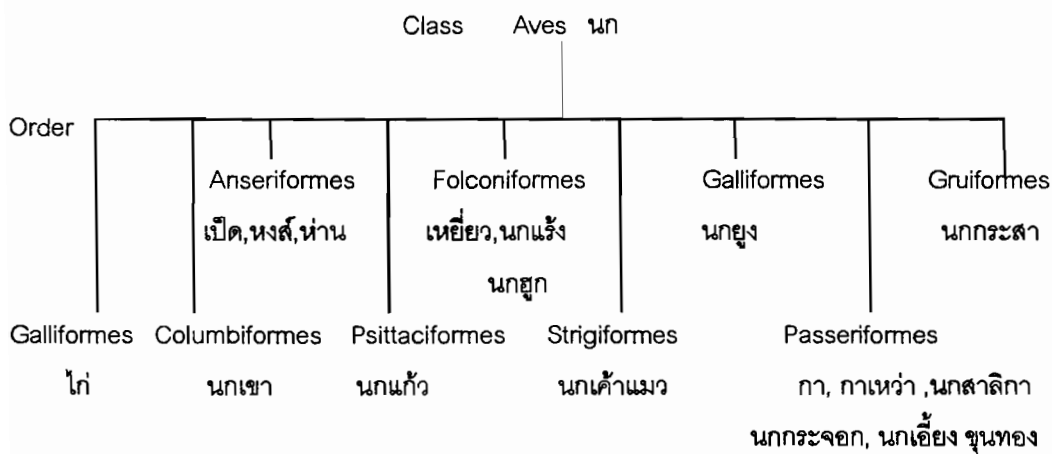 Class Aves นก
Order
Anseriformes Folconiformes Galliformes Gruiformes
เป็ด,หงส์,ห่าน เหยี่ยว,นกแร้ง นกยูง นกกระสา
นกฮูก
Galliformes Columbiformes Psittaciformes Strigiformes Passeriformes
ไก่ นกเขา นกแก้ว นกเค้าแมว กา, กาเหว่า ,นกสาลิกา
นกกระจอก, นกเอี้ยง ขุนทอง